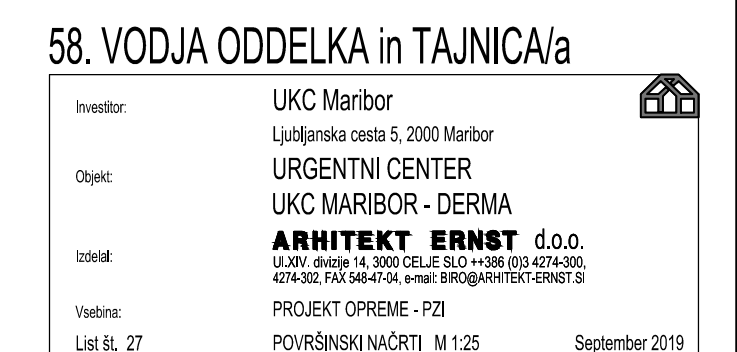 58. VODJA ODDELKA in TAJNICA/a
Investitor: UKC Maribor
Ljubljanska cesta 5, 2000 Maribor
Objekt: URGENTNI CENTER
UKC MARIBOR - DERMA
Izdelal: ARHITEKT ERNST d.o.o.
Ul.XIV. divizije 14, 3000 CELJE SLO ++386 (0)3 4274-300,
4274-302, FAX 548-47-04, e-mail: BIRO@ARHITEKT-ERNST.SI
Vsebina: PROJEKT OPREME - PZI
List št. 27 POVRŠINSKI NAČRTI M 1:25 September 2019